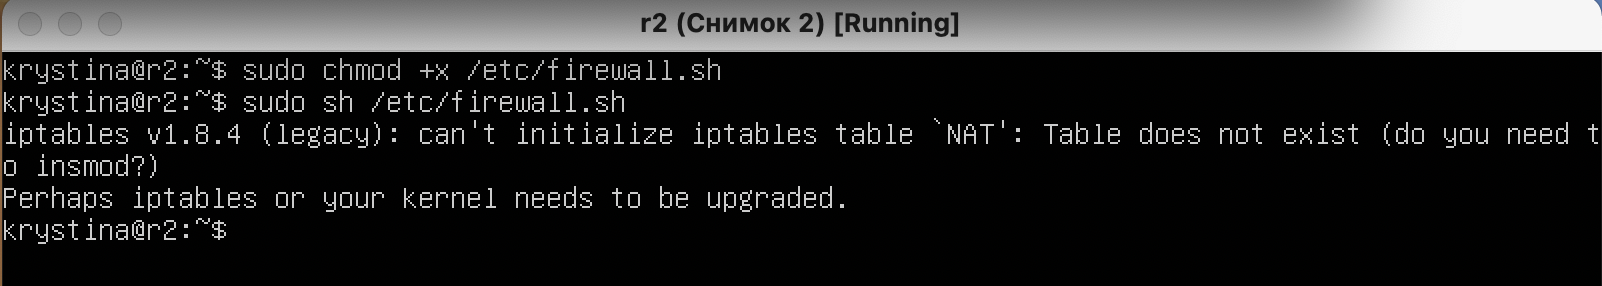 r2 (Снимок 2) [Running]
krystina@r2:~$ sudo chmod +x /etc/firewall.sh
krystina@r2:~$ sudo sh /etc/firewall.sh
iptables v1.8.4 (legacy): can't initialize iptables table `NAT': Table does not exist (do you need t
o insmod?)
Perhaps iptables or your kernel needs to be upgraded.
krystina@r2:~$